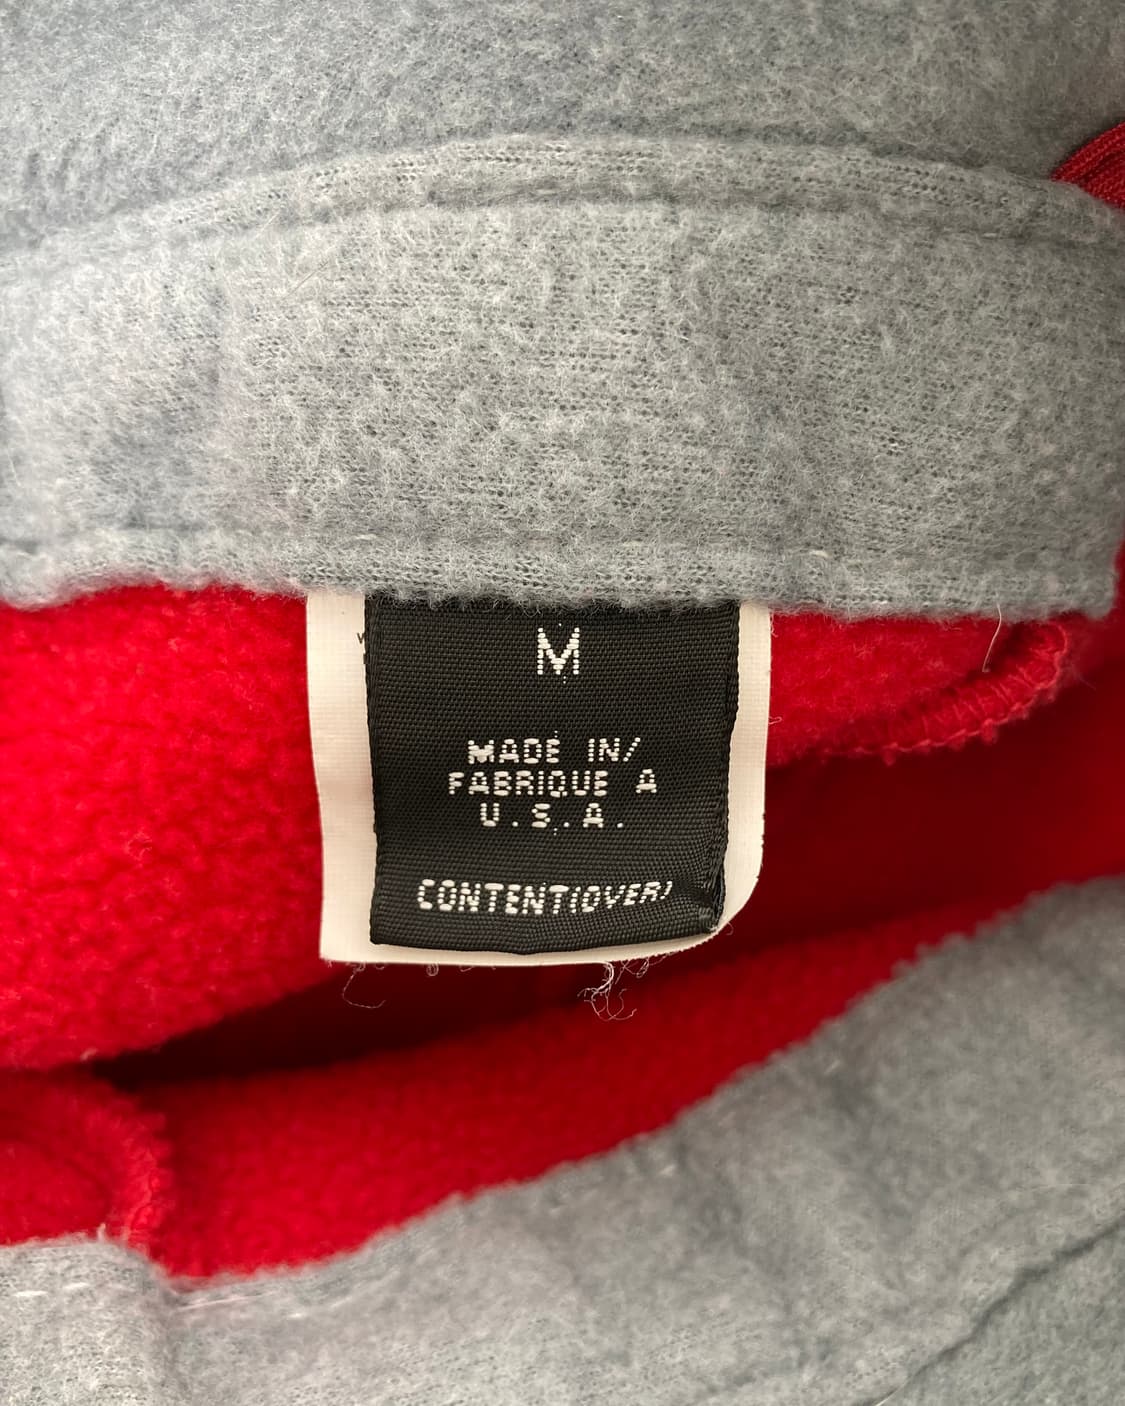 M
MADE IN/
FABRIQUE A
U.S.A.
CONTENT(OVER)